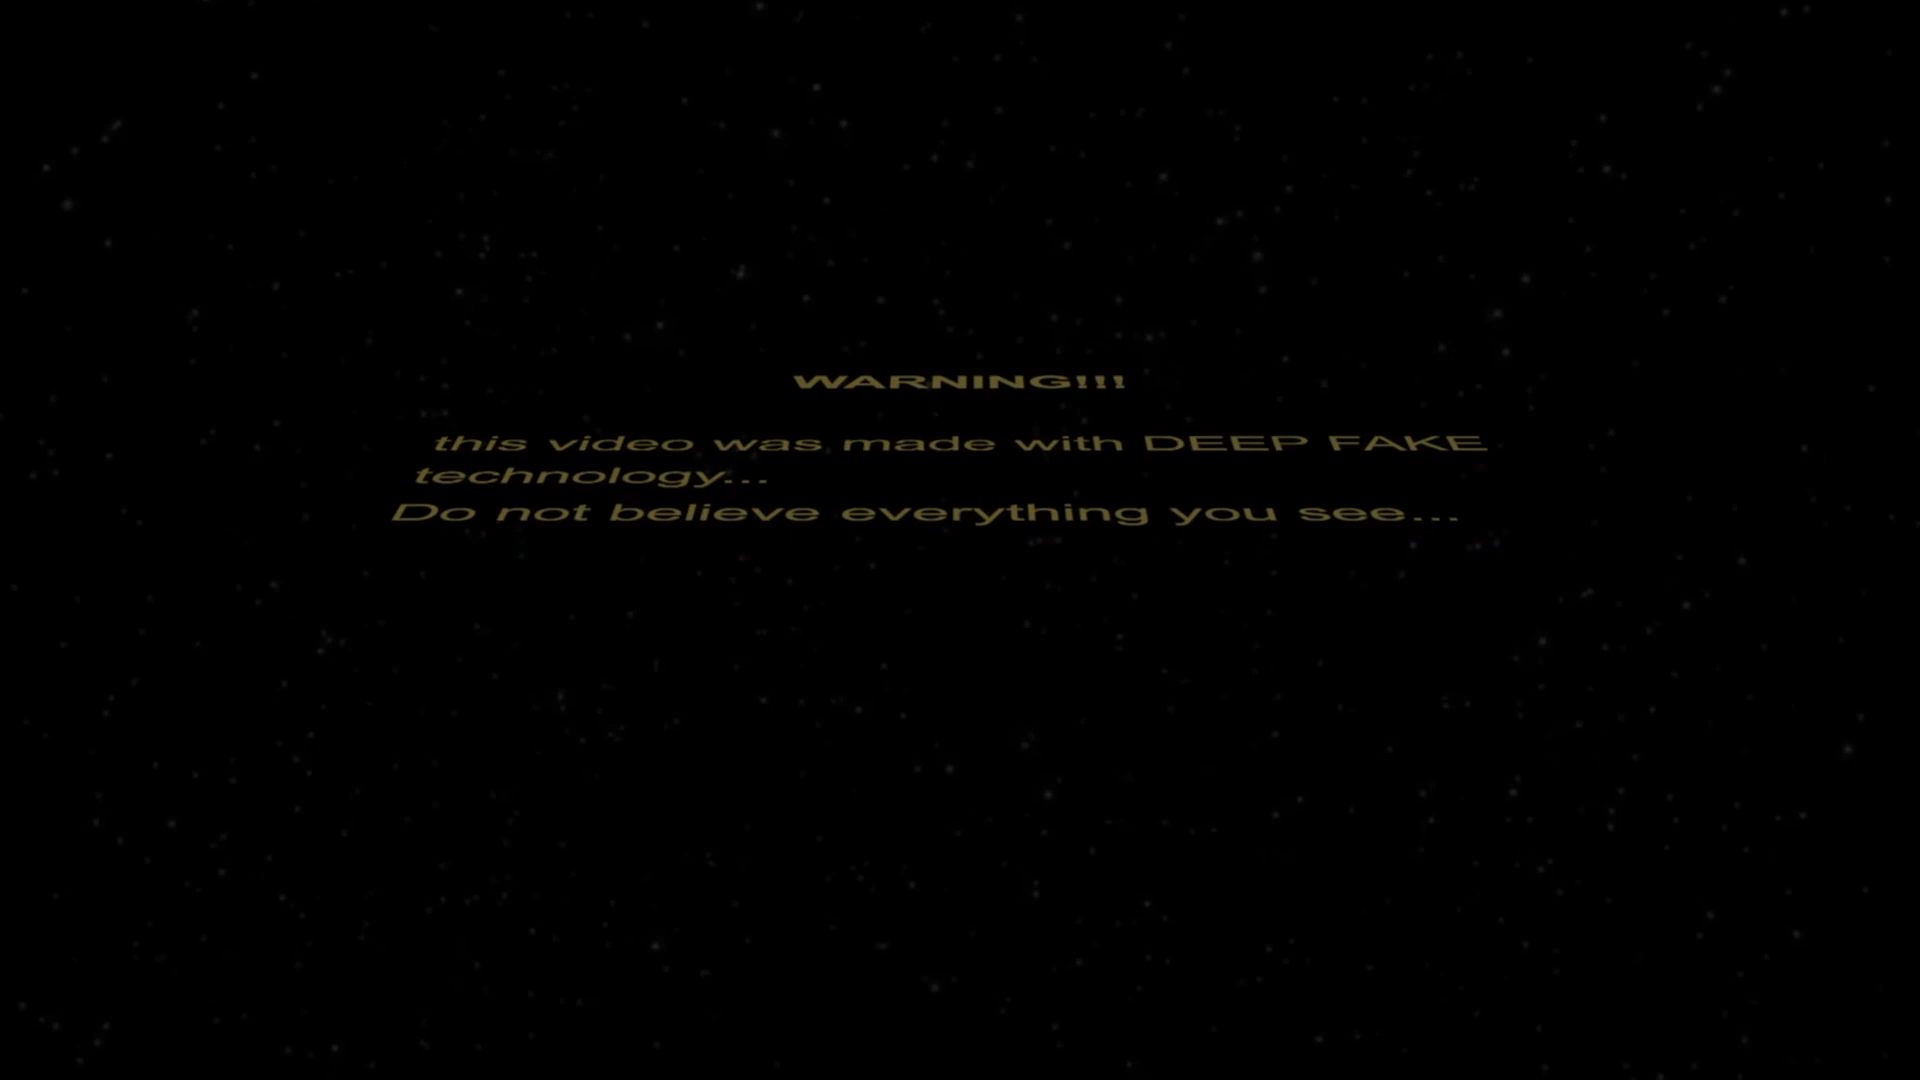 WARNING!!!
this video was made with DEEP FAKE
technology...
Do not believe everything you see...